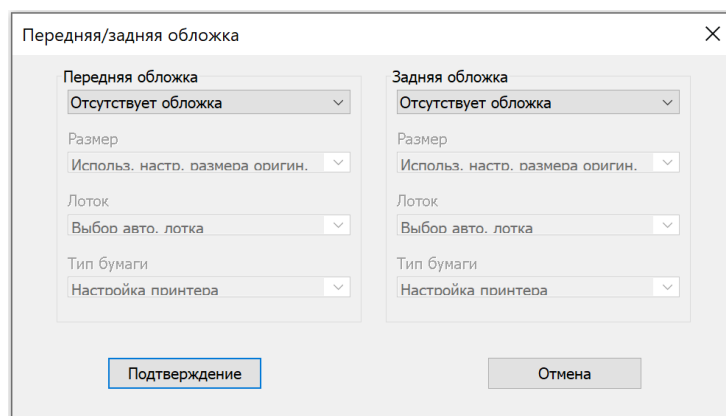 Передняя/задняя обложка
Передняя обложка
Отсутствует обложка
Размер
Использ. настр. размера оригин.
Лоток
Выбор авто. лотка
Тип бумаги
Настройка принтера
Задняя обложка
Отсутствует обложка
Размер
Использ. настр. размера оригин.
Лоток
Выбор авто. лотка
Тип бумаги
Настройка принтера
Подтверждение
Отмена